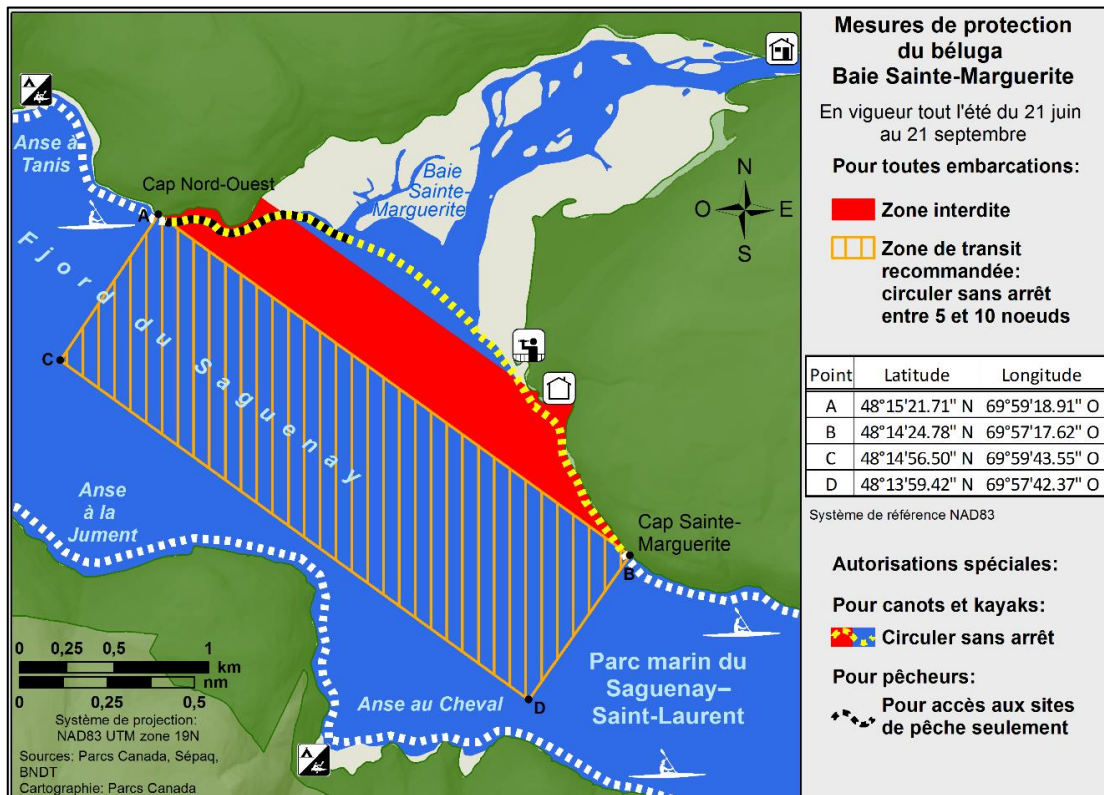 Anse à
Tanis
Cap Nord-Ouest
Baie
Sainte-
Marguerite
N
O E
S
A
Fjord du Saguenay
C
Anse
à la
Jument
Cap Sainte-
Marguerite
B
Parc marin du
Saguenay–
Saint-Laurent
Anse au Cheval
D
0 0,25 0,5 1
km
nm
0 0,25 0,5
Système de projection:
NAD83 UTM zone 19N
Sources: Parcs Canada, Sépaq,
BNDT
Cartographie: Parcs Canada
Mesures de protection
du béluga
Baie Sainte-Marguerite
En vigueur tout l'été du 21 juin
au 21 septembre
Pour toutes embarcations:
Zone interdite
Zone de transit
recommandée:
circuler sans arrêt
entre 5 et 10 noeuds
Point Latitude Longitude
A 48°15'21.71" N 69°59'18.91" O
B 48°14'24.78" N 69°57'17.62" O
C 48°14'56.50" N 69°59'43.55" O
D 48°13'59.42" N 69°57'42.37" O
Système de référence NAD83
Autorisations spéciales:
Pour canots et kayaks:
Circuler sans arrêt
Pour pêcheurs:
Pour accès aux sites
de pêche seulement